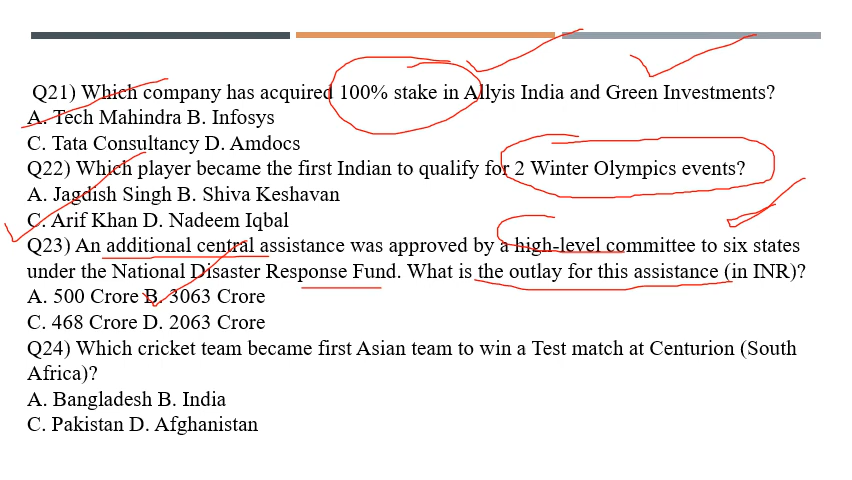 Q21) Which company has acquired 100% stake in Allyis India and Green Investments?
A. Tech Mahindra B. Infosys
C. Tata Consultancy D. Amdocs
Q22) Which player became the first Indian to qualify for 2 Winter Olympics events?
A. Jagdish Singh B. Shiva Keshavan
C. Arif Khan D. Nadeem Iqbal
Q23) An additional central assistance was approved by a high-level committee to six states
under the National Disaster Response Fund. What is the outlay for this assistance (in INR)?
A. 500 Crore B. 3063 Crore
C. 468 Crore D. 2063 Crore
Q24) Which cricket team became first Asian team to win a Test match at Centurion (South
Africa)?
A. Bangladesh B. India
C. Pakistan D. Afghanistan